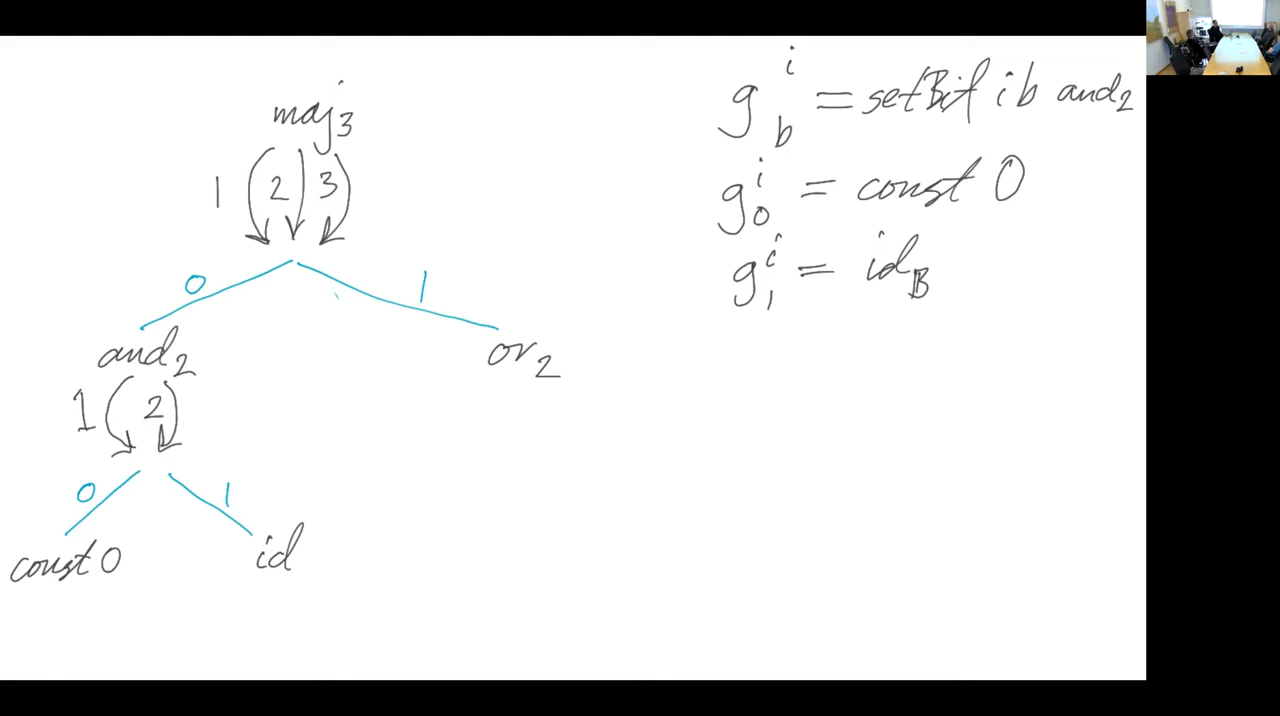 maj3
1 2 3
0 1
and2 or2
1 2
0 1
const 0 id
g^i_b = setBit i b and2
g^i_0 = const 0
g^i_1 = id_B